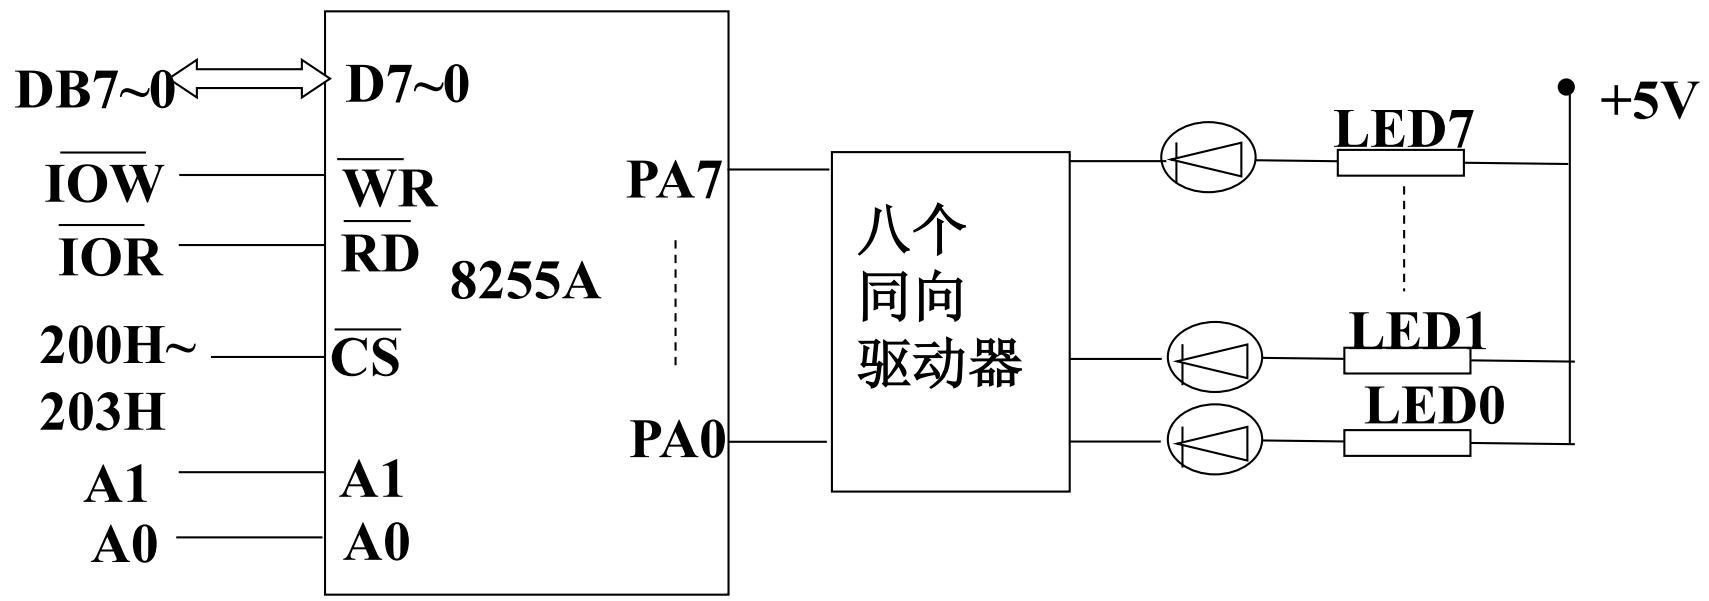 DB7~0
D7~0
+5V
LED7
IOW
WR
PA7
八个
同向
驱动器
IOR
RD
8255A
200H~
203H
CS
LED1
LED0
PA0
A1
A1
A0
A0